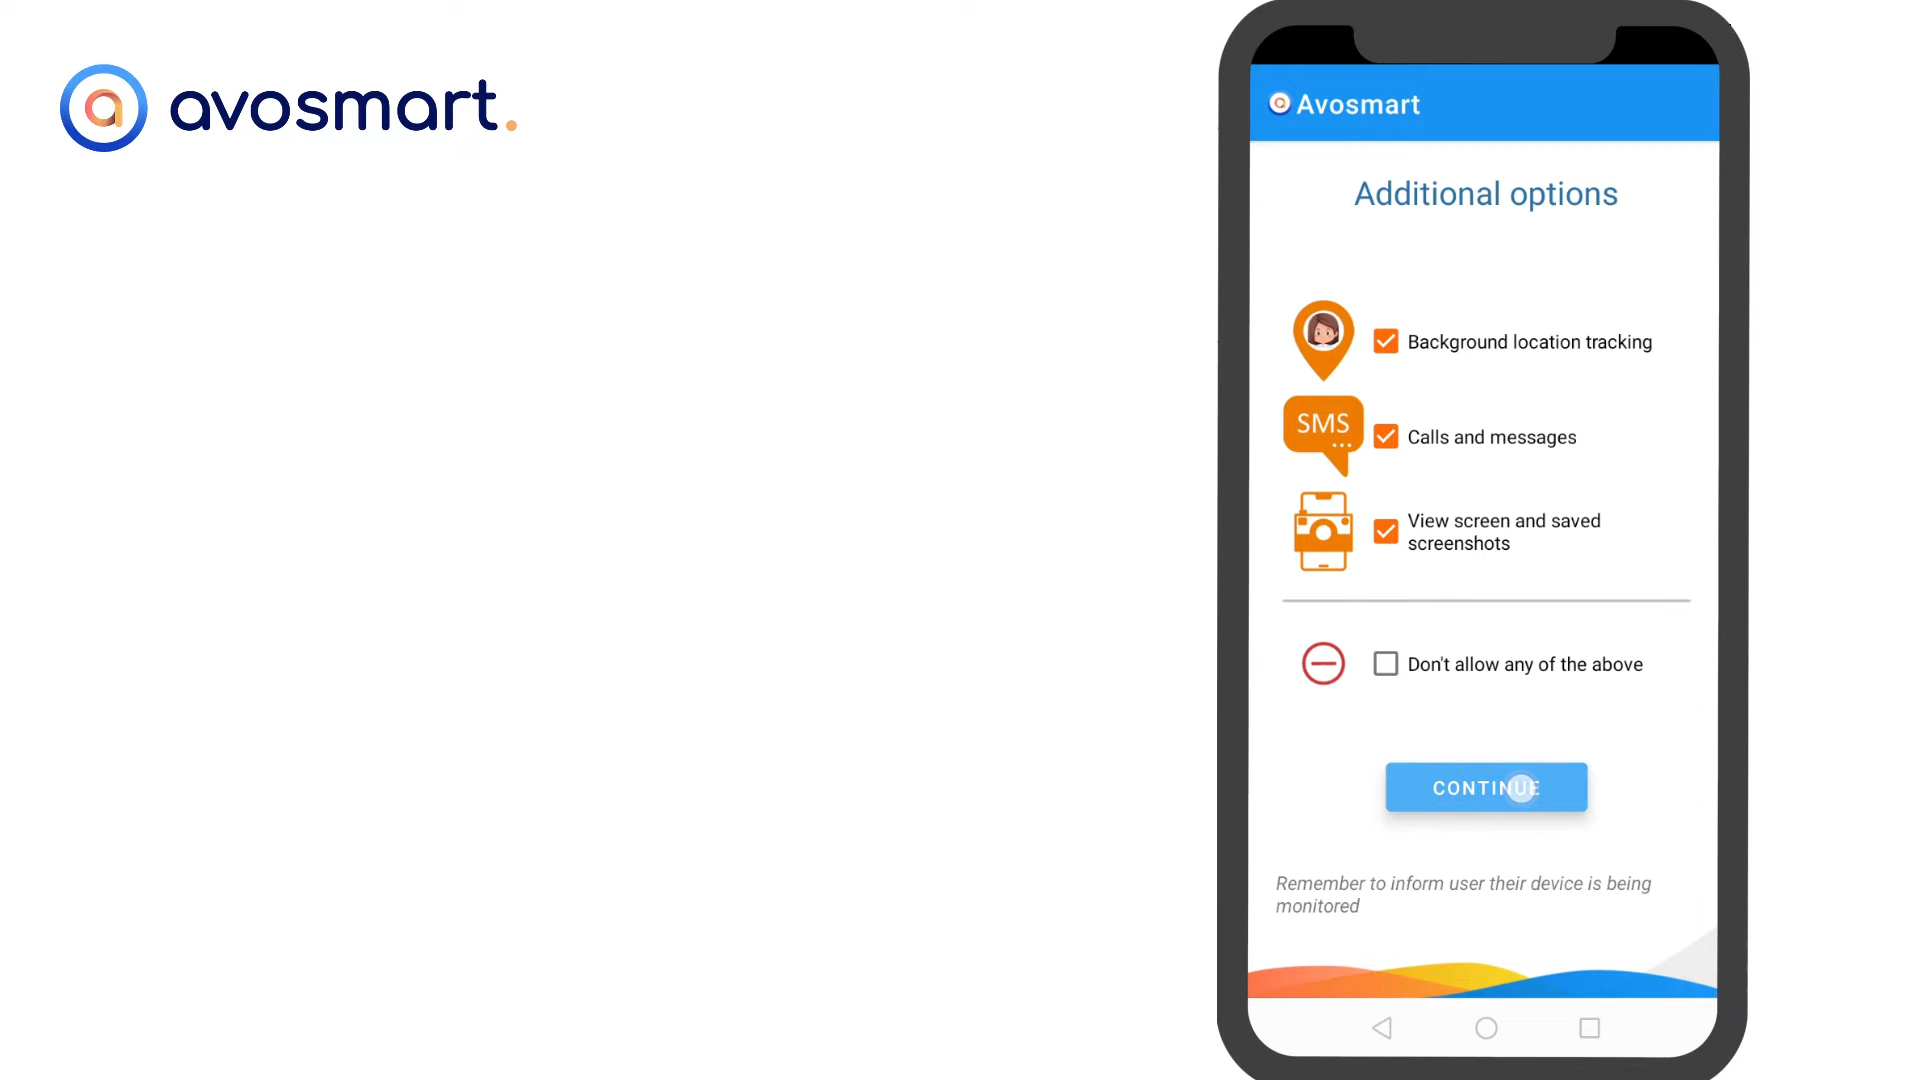 avosmart.
Avosmart
Additional options
Background location tracking
SMS
Calls and messages
View screen and saved
screenshots
Don't allow any of the above
CONTINUE
Remember to inform user their device is being
monitored